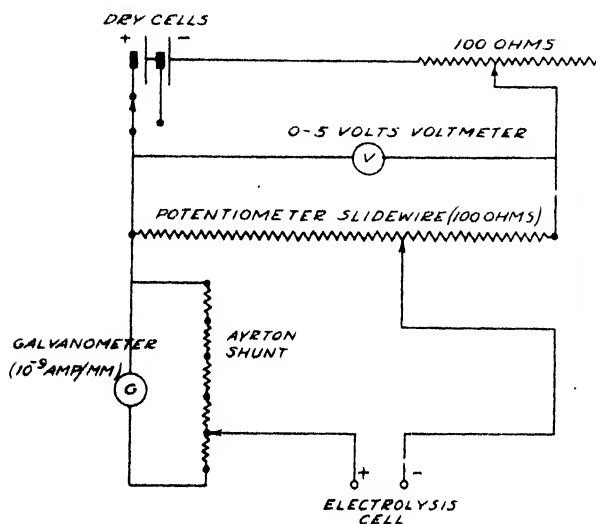 DRY CELLS
+ -
100 OHMS
0-5 VOLTS VOLTMETER
V
POTENTIOMETER SLIDEWIRE (100 OHMS)
GALVANOMETER
(10⁻⁹ AMP/MM)
AYRTON
SHUNT
G
+ -
ELECTROLYSIS
CELL